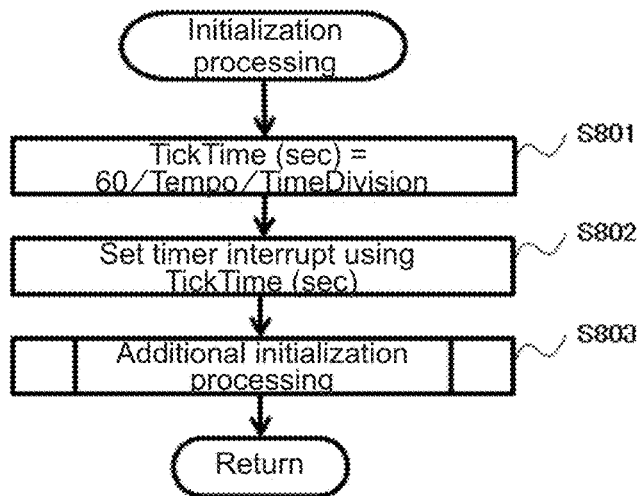 Initialization
processing
TickTime (sec) =
60/Tempo/TimeDivision
S801
Set timer interrupt using
TickTime (sec)
S802
Additional initialization
processing
S803
Return